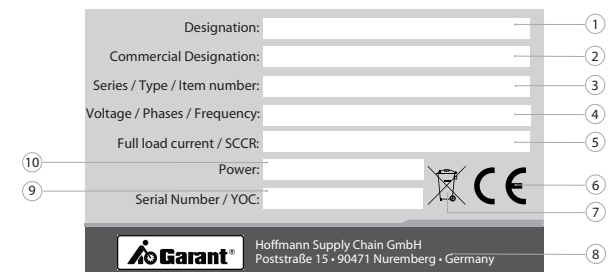 Designation: 1
Commercial Designation: 2
Series / Type / Item number: 3
Voltage / Phases / Frequency: 4
Full load current / SCCR: 5
10 Power:
9 Serial Number / YOC:
CE 6
7
Garant®
Hoffmann Supply Chain GmbH
Poststraße 15 • 90471 Nuremberg • Germany 8